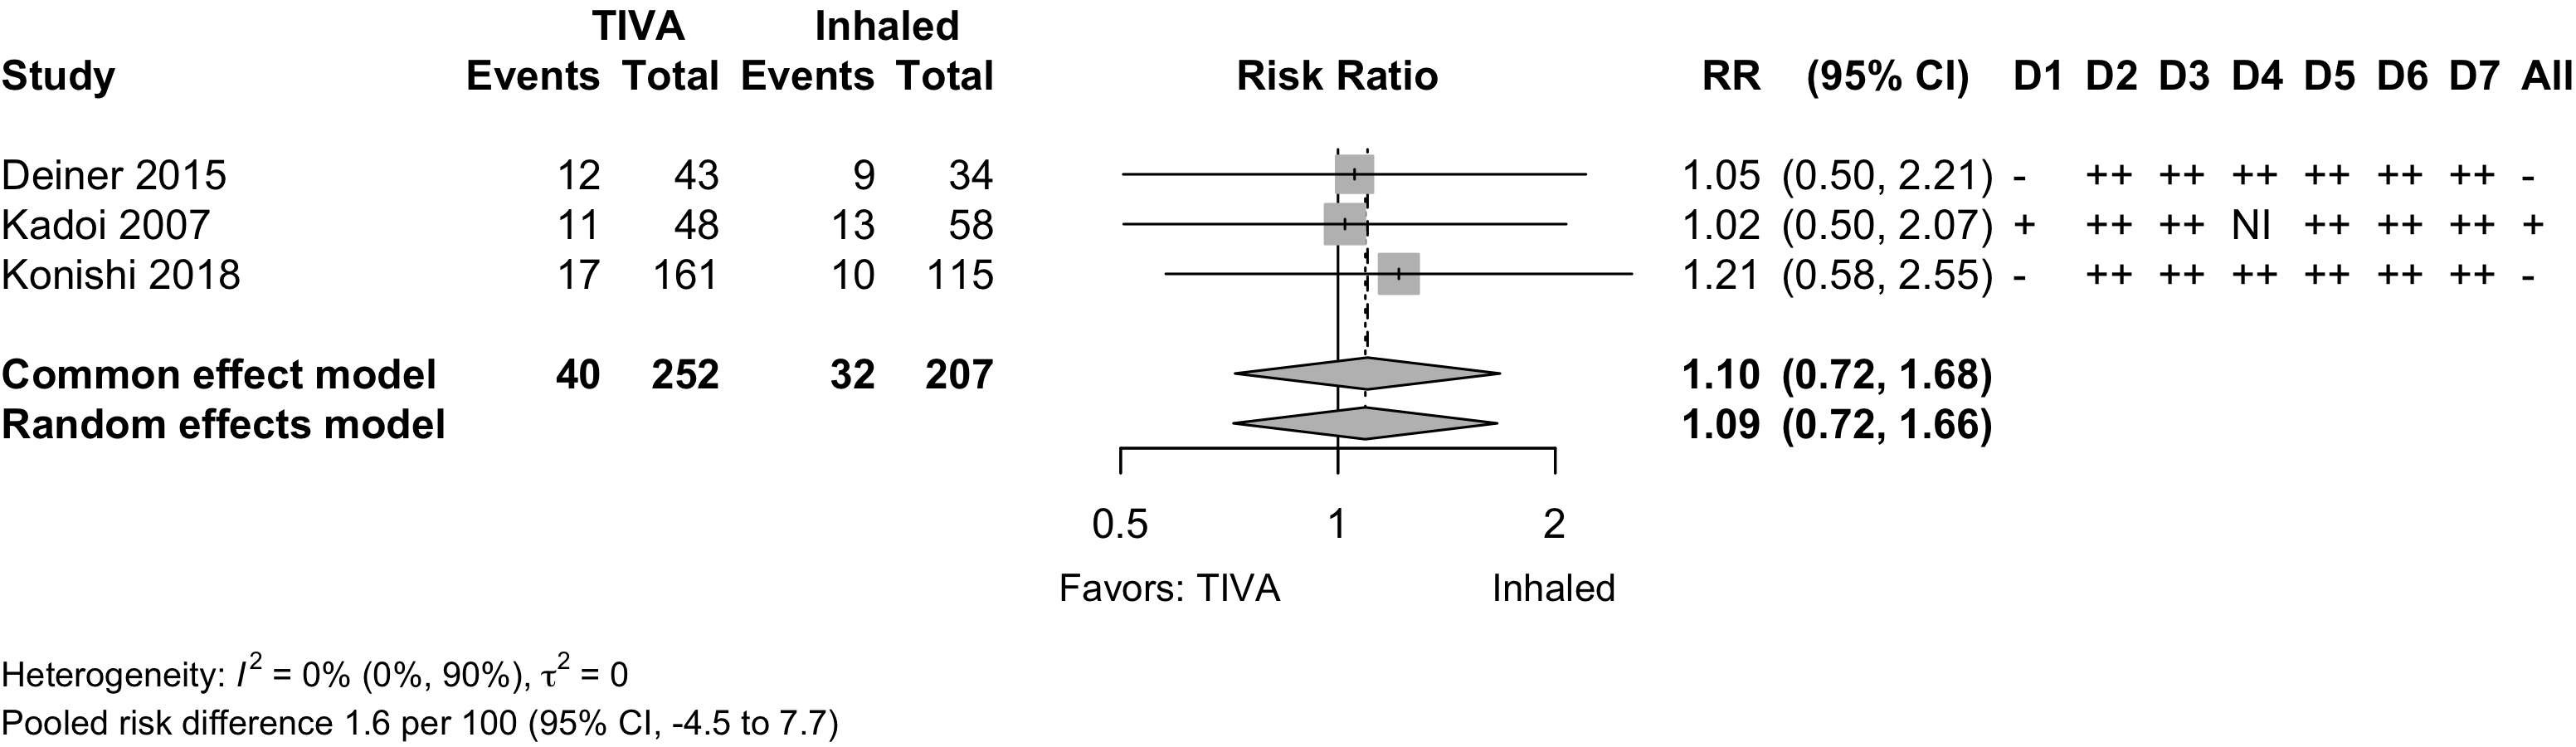 TIVA Inhaled
Study Events Total Events Total Risk Ratio RR (95% CI) D1 D2 D3 D4 D5 D6 D7 All
Deiner 2015 12 43 9 34 1.05 (0.50, 2.21) - ++ ++ ++ ++ ++ ++ -
Kadoi 2007 11 48 13 58 1.02 (0.50, 2.07) + ++ ++ NI ++ ++ ++ +
Konishi 2018 17 161 10 115 1.21 (0.58, 2.55) - ++ ++ ++ ++ ++ ++ -
Common effect model 40 252 32 207 1.10 (0.72, 1.68)
Random effects model 1.09 (0.72, 1.66)
0.5 1 2
Favors: TIVA Inhaled
Heterogeneity: I² = 0% (0%, 90%), τ² = 0
Pooled risk difference 1.6 per 100 (95% CI, -4.5 to 7.7)